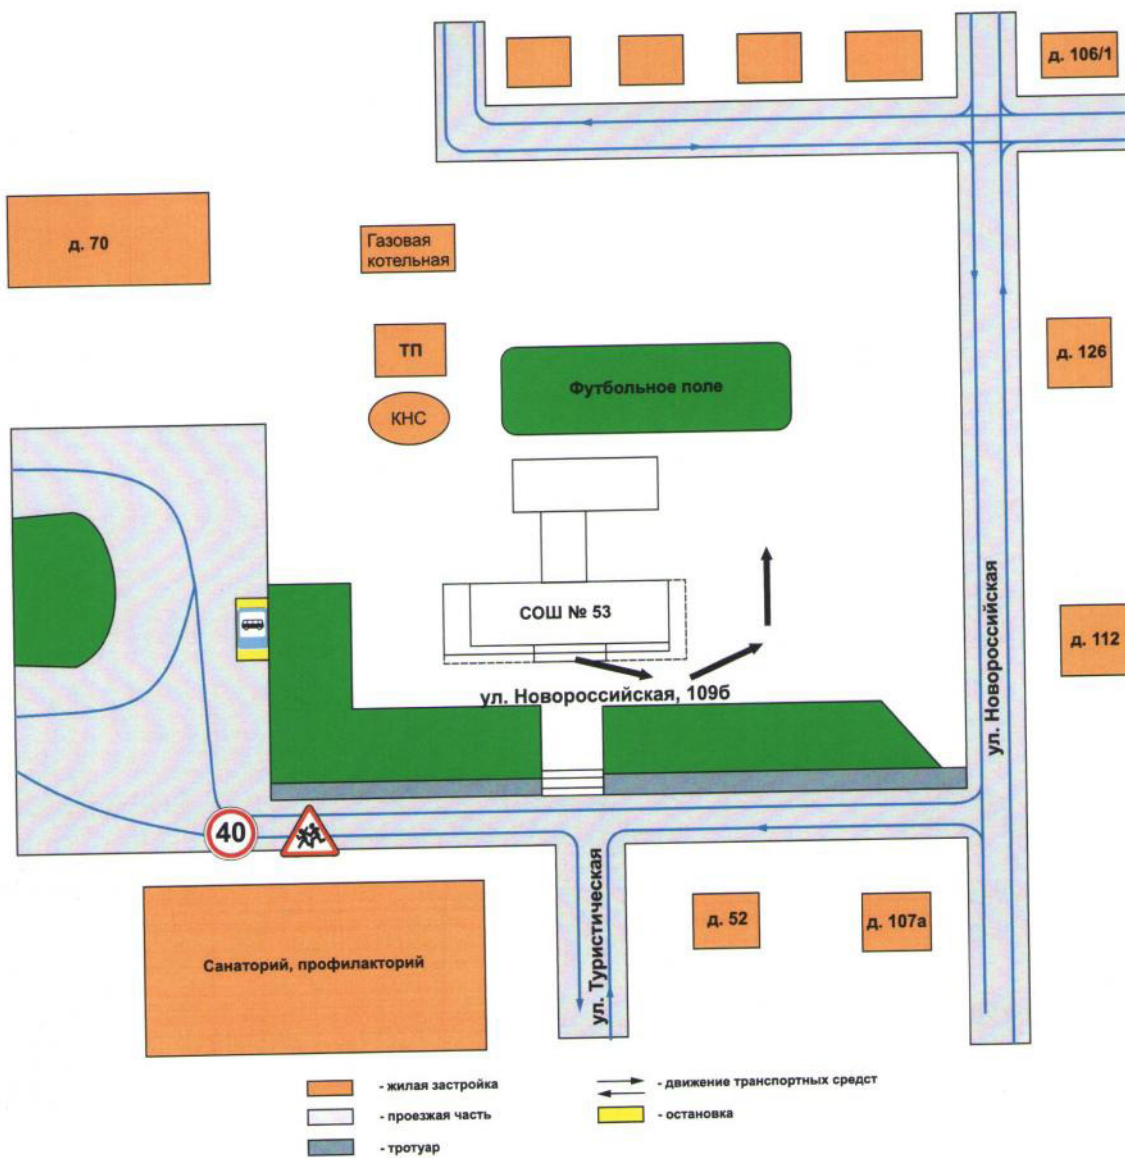 д. 106/1
д. 70
Газовая
котельная
ТП
КНС
Футбольное поле
д. 126
СОШ № 53
ул. Новороссийская, 109б
ул. Новороссийская
д. 112
40
ул. Туристическая
д. 52
д. 107а
Санаторий, профилакторий
- жилая застройка
- движение транспортных средст
- проезжая часть
- остановка
- тротуар